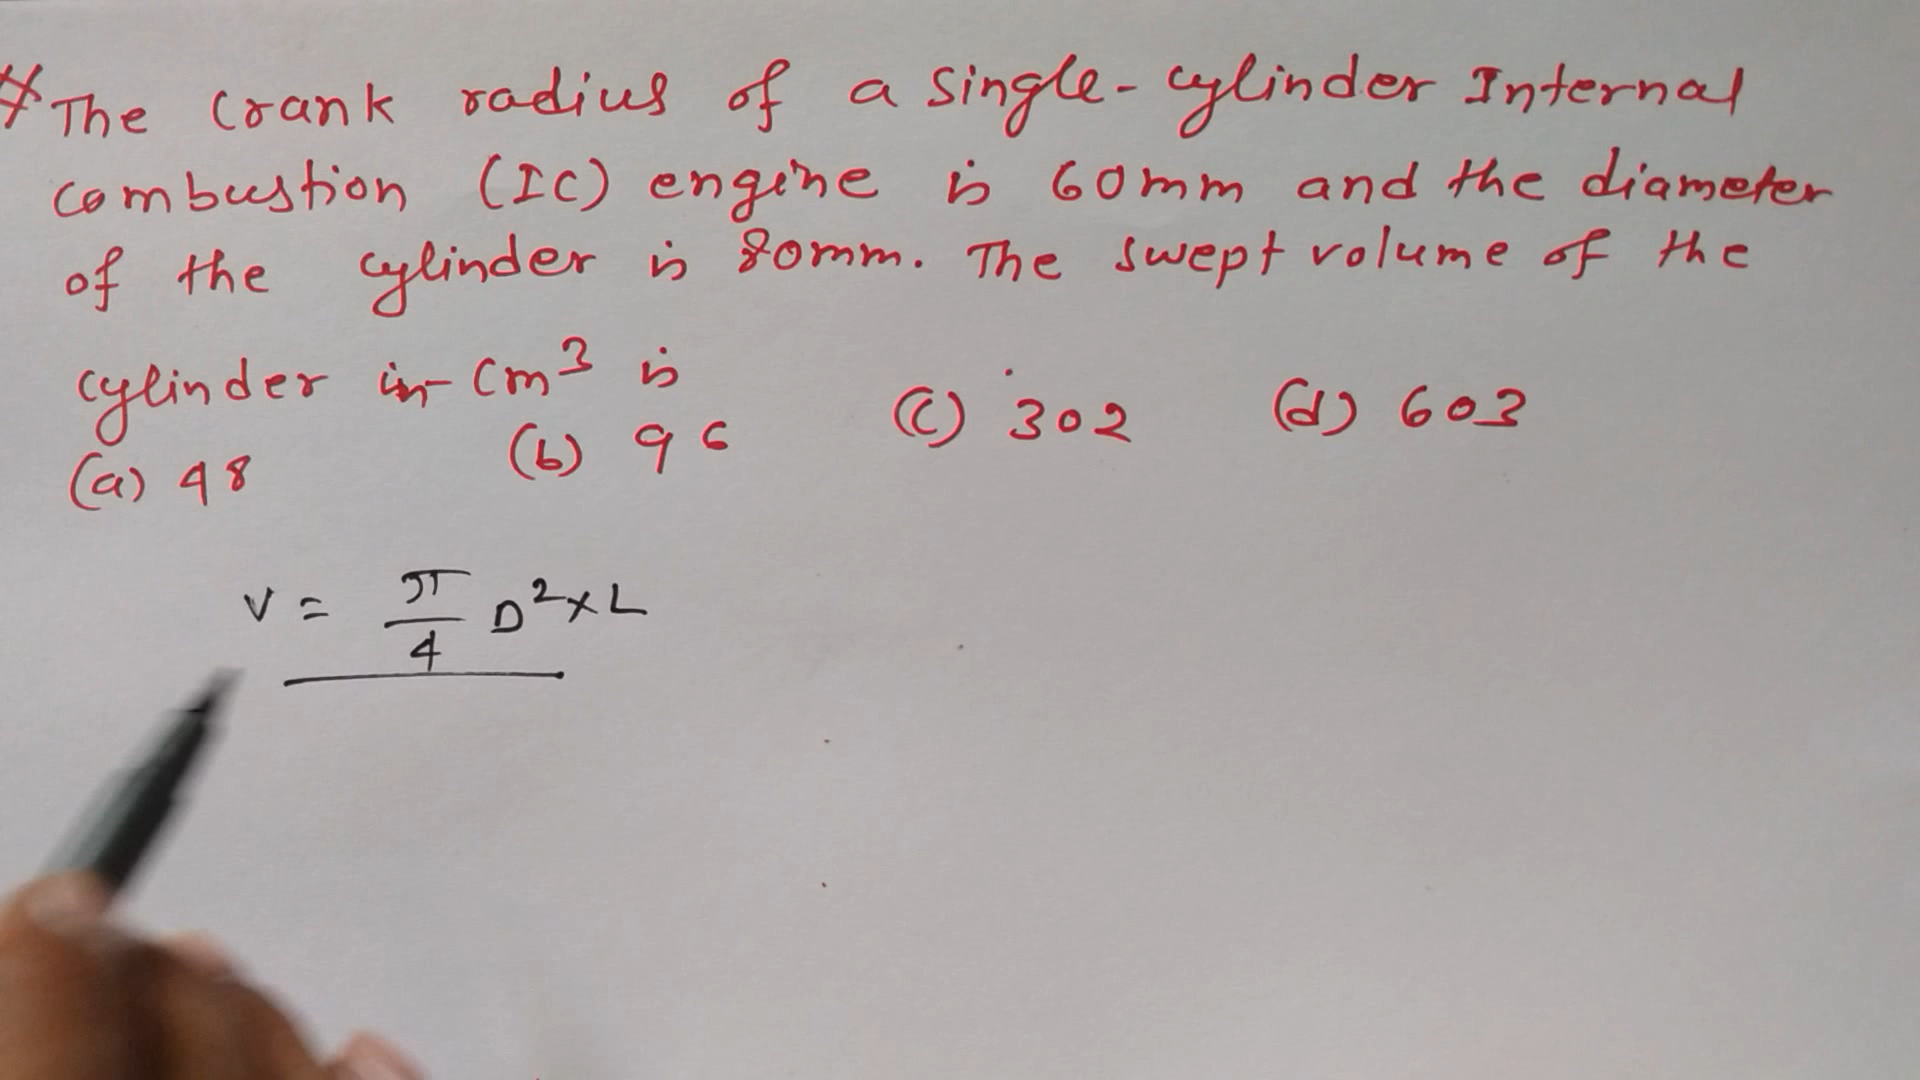 * The Crank radius of a Single-cylinder Internal
combustion (IC) engine is 60mm and the diameter
of the cylinder is 80mm. The swept volume of the
cylinder in cm³ is
(a) 48 (b) 96 (c) 302 (d) 603
V = π/4 D² × L